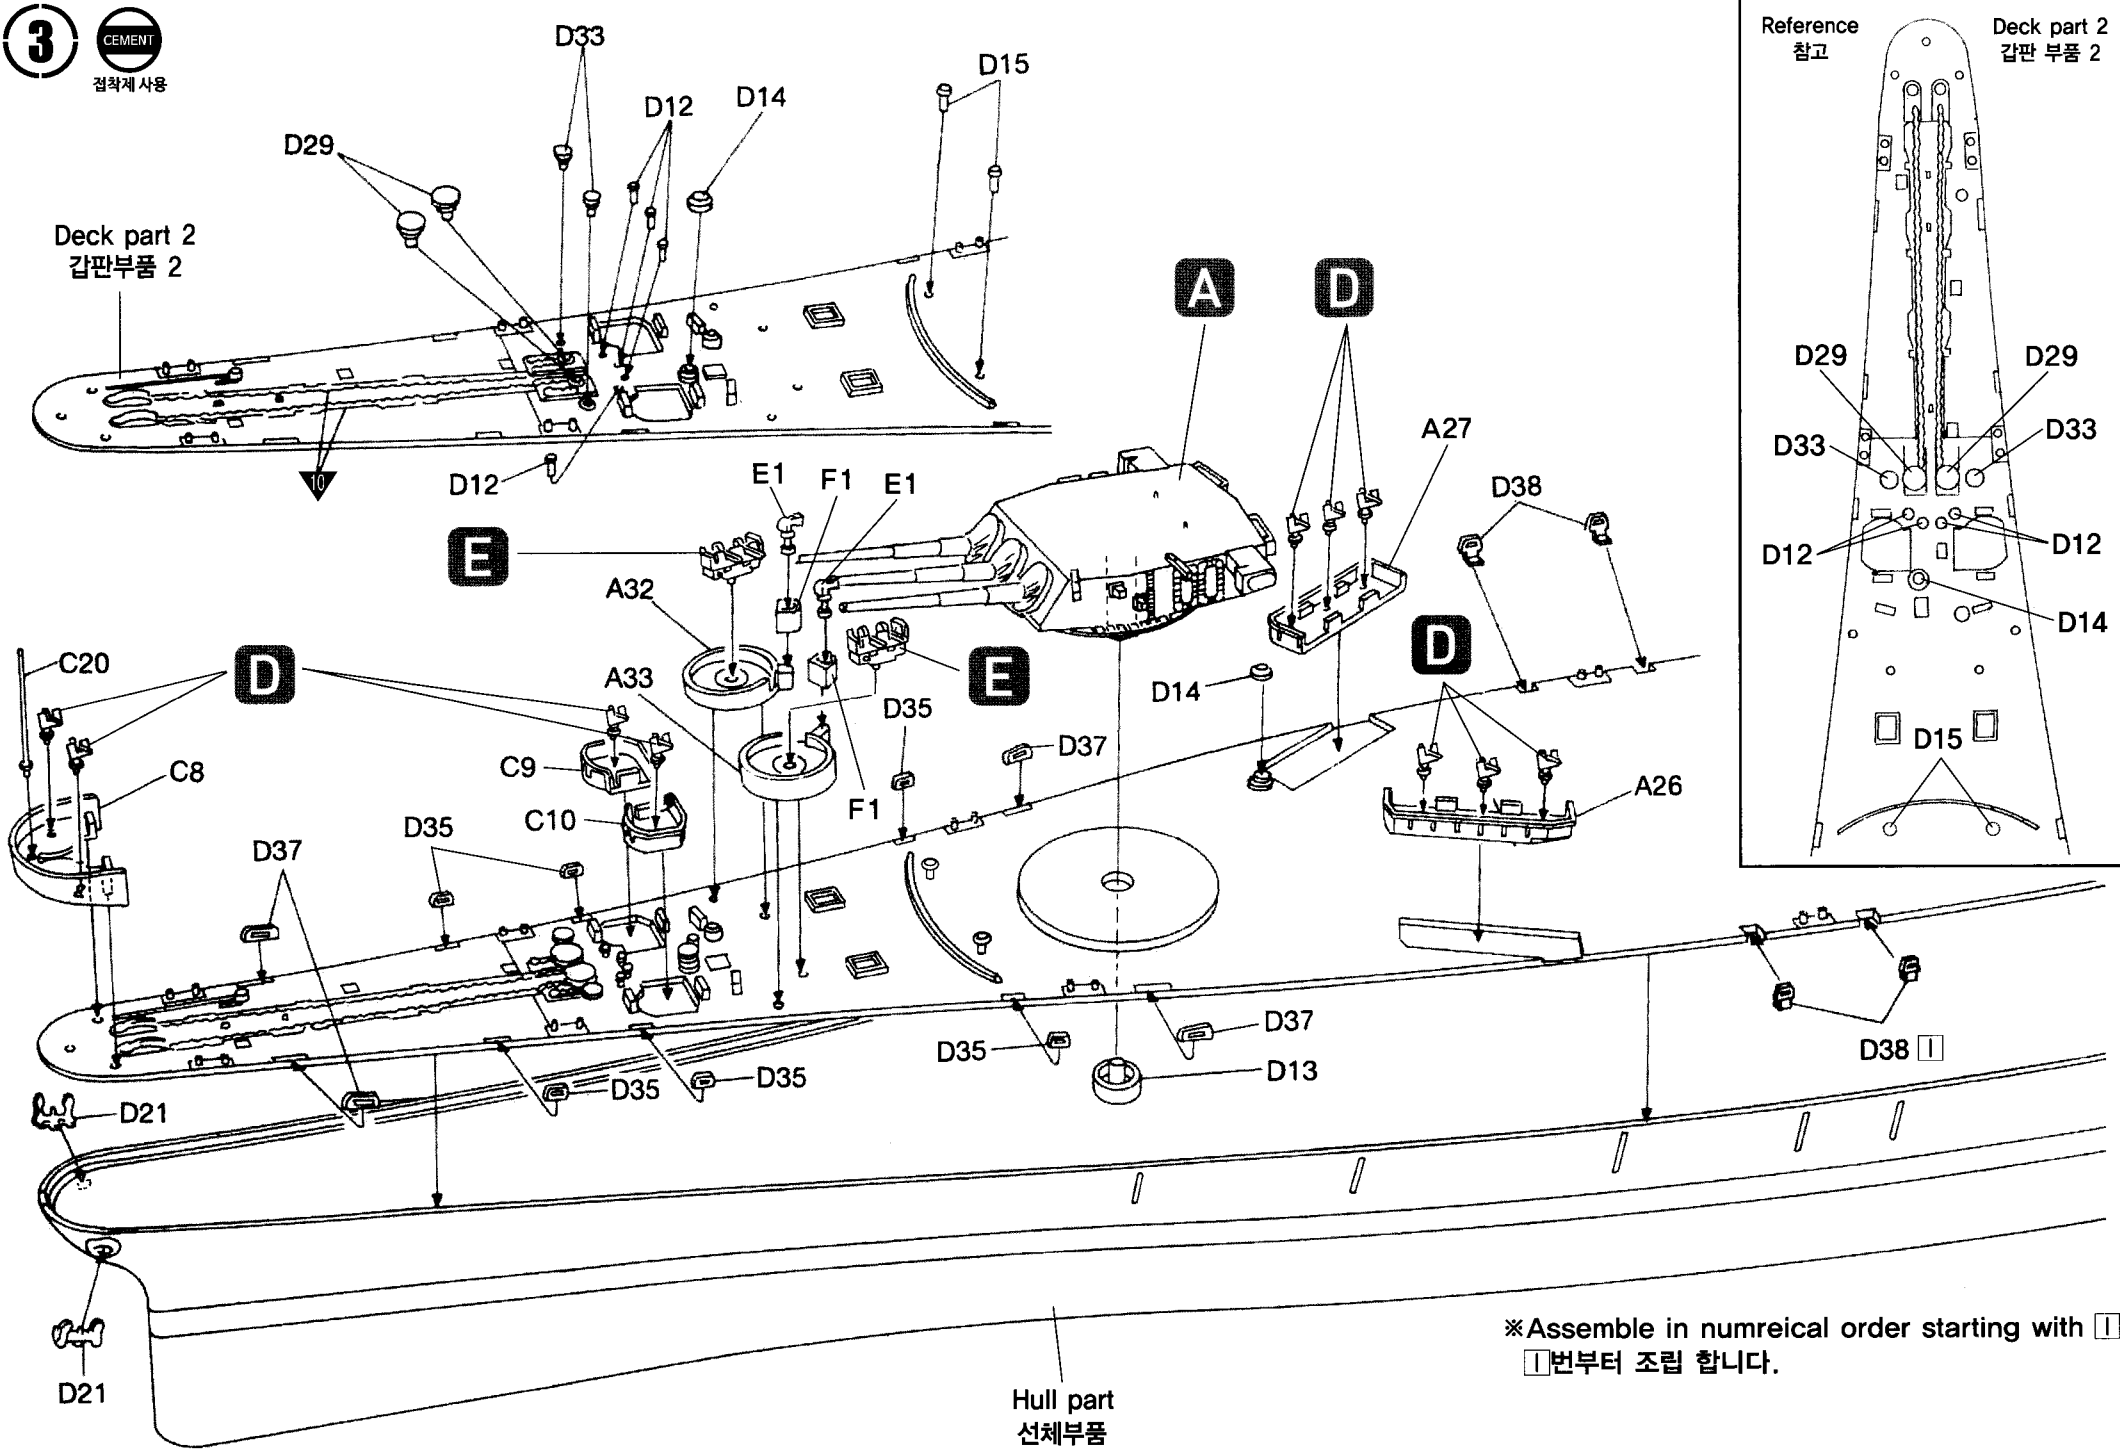 3
CEMENT
접착제 사용
D33
D15
D12
D14
D29
Deck part 2
갑판부품 2
10
D12
Reference
참고
Deck part 2
갑판 부품 2
D29
D29
D33
D33
D12
D12
D14
D15
A
D
A27
E1
F1
E1
D38
E
A32
D
C20
D
A33
E
D14
D35
D37
C9
C8
F1
A26
C10
D35
D37
D37
D35
D38 1
D13
D35
D35
D21
D21
※Assemble in numreical order starting with 1
1번부터 조립 합니다.
Hull part
선체부품